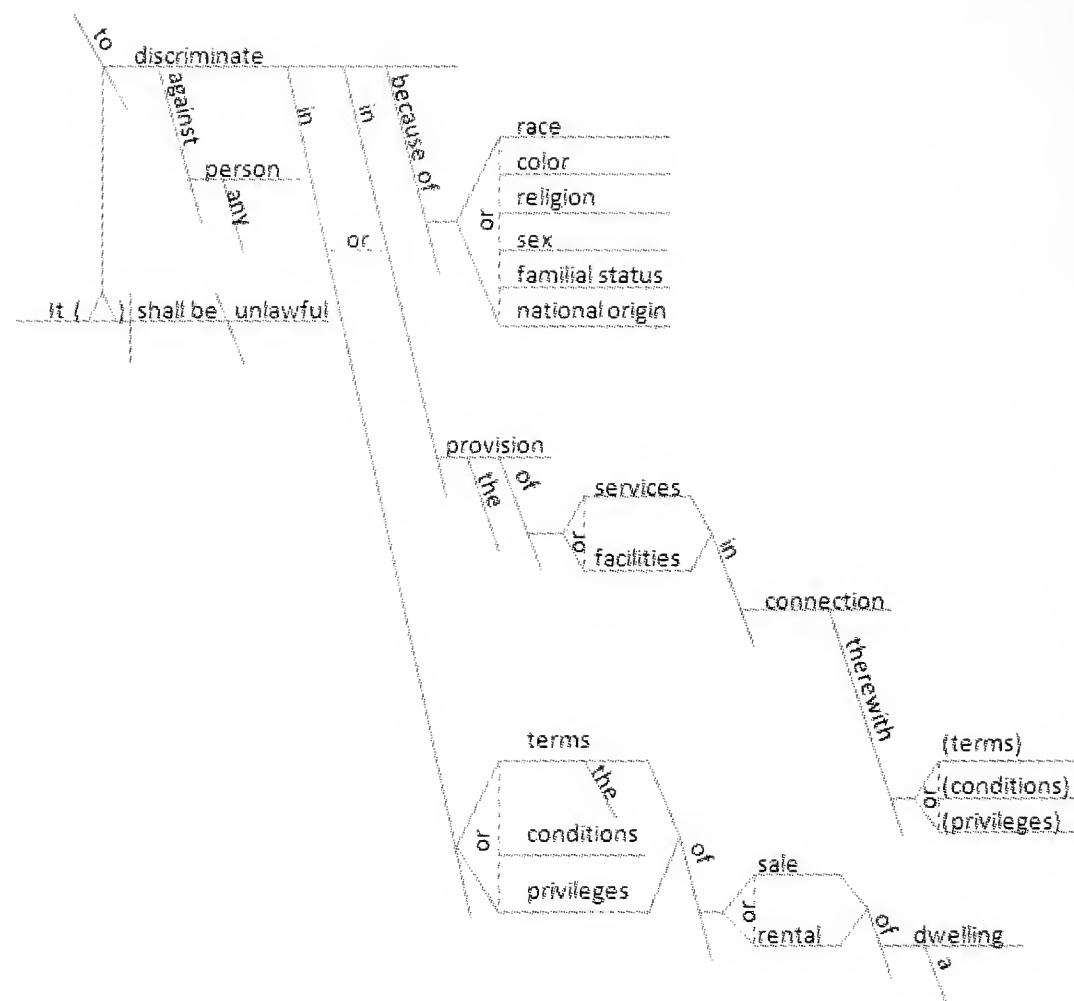 to
discriminate
against
in
in
because of
person
any
or
race
color
religion
sex
familial status
national origin
or
It ( ) shall be unlawful
provision
the
of
services
or
facilities
in
connection
therewith
(terms)
(conditions)
(privileges)
or
terms
the
or
conditions
privileges
of
sale
or
rental
of
dwelling
a